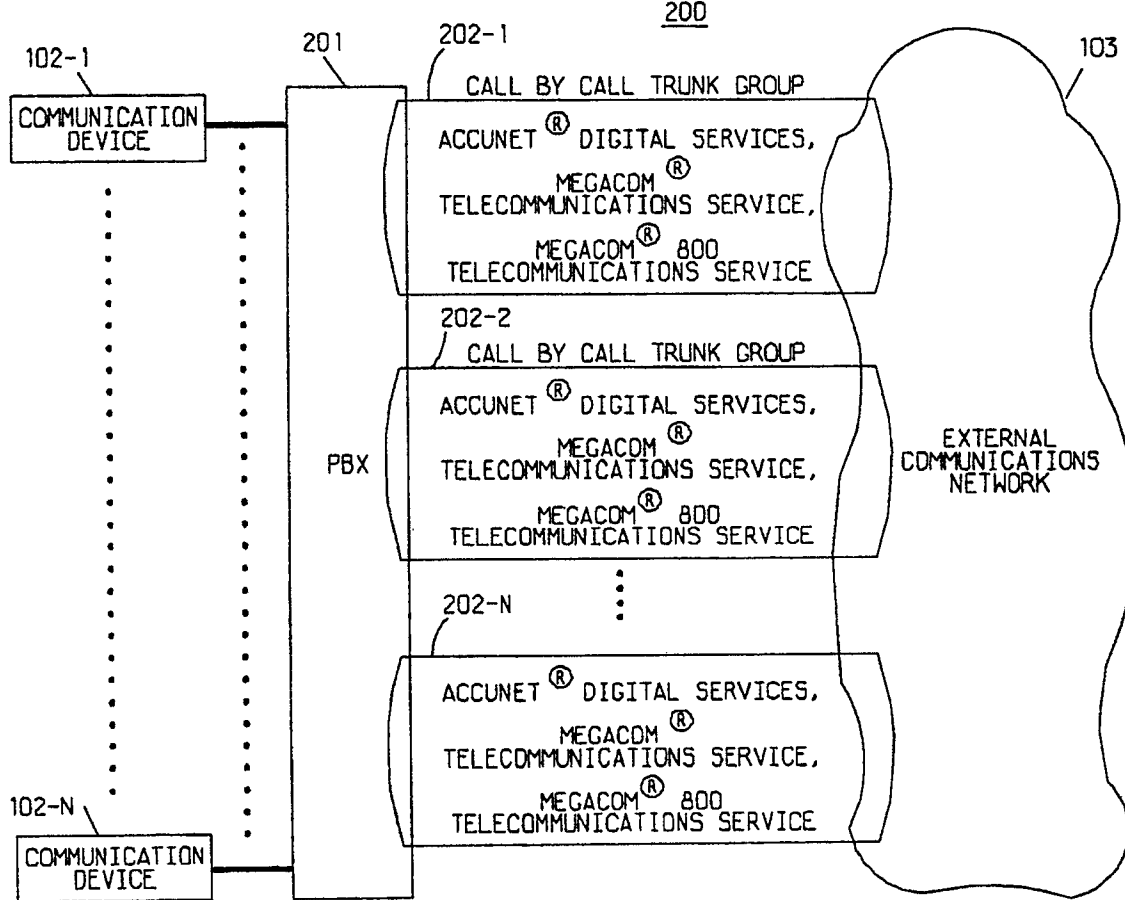 200
201
202-1
102-1
103
CALL BY CALL TRUNK GROUP
COMMUNICATION
DEVICE
ACCUNET ® DIGITAL SERVICES,
MEGACOM ®
TELECOMMUNICATIONS SERVICE,
MEGACOM ® 800
TELECOMMUNICATIONS SERVICE
202-2
CALL BY CALL TRUNK GROUP
ACCUNET ® DIGITAL SERVICES,
MEGACOM ®
TELECOMMUNICATIONS SERVICE,
MEGACOM ® 800
TELECOMMUNICATIONS SERVICE
PBX
EXTERNAL
COMMUNICATIONS
NETWORK
202-N
ACCUNET ® DIGITAL SERVICES,
MEGACOM ®
TELECOMMUNICATIONS SERVICE,
MEGACOM ® 800
TELECOMMUNICATIONS SERVICE
102-N
COMMUNICATION
DEVICE